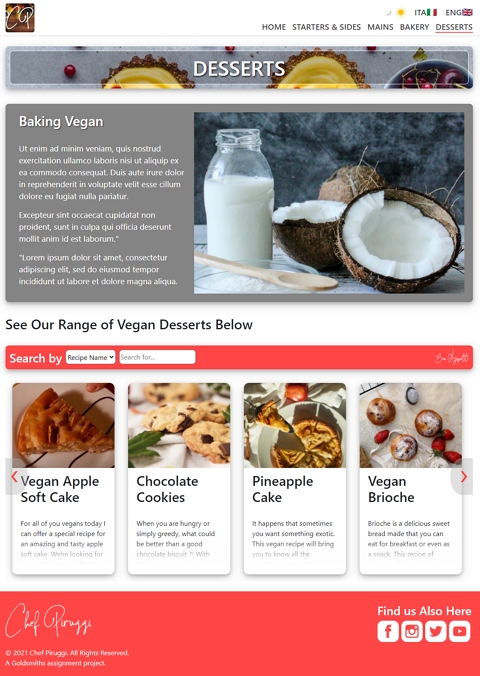 CP
ITA ENG
HOME STARTERS & SIDES MAINS BAKERY DESSERTS
DESSERTS
Baking Vegan
Ut enim ad minim veniam, quis nostrud
exercitation ullamco laboris nisi ut aliquip ex
ea commodo consequat. Duis aute irure dolor
in reprehenderit in voluptate velit esse cillum
dolore eu fugiat nulla pariatur.
Excepteur sint occaecat cupidatat non
proident, sunt in culpa qui officia deserunt
mollit anim id est laborum."
"Lorem ipsum dolor sit amet, consectetur
adipiscing elit, sed do eiusmod tempor
incididunt ut labore et dolore magna aliqua.
See Our Range of Vegan Desserts Below
Search by Recipe Name Search for... Bon Appetit
Vegan Apple
Soft Cake
For all of you vegans today I
can offer a special recipe for
an amazing and tasty apple
soft cake. Wehn looking for
Chocolate
Cookies
When you are hungry or
simply greedy, what could
be better than a good
chocolate biscuit ?! With
Pineapple
Cake
It happens that sometimes
you want something exotic.
This vegan recipe will bring
you to know all the
Vegan
Brioche
Brioche is a delicious sweet
bread made that you can
eat for breakfast or even as
a snack. This recipe of
Chef Piruggi
© 2021 Chef Piruggi. All Rights Reserved.
A Goldsmiths assignment project.
Find us Also Here